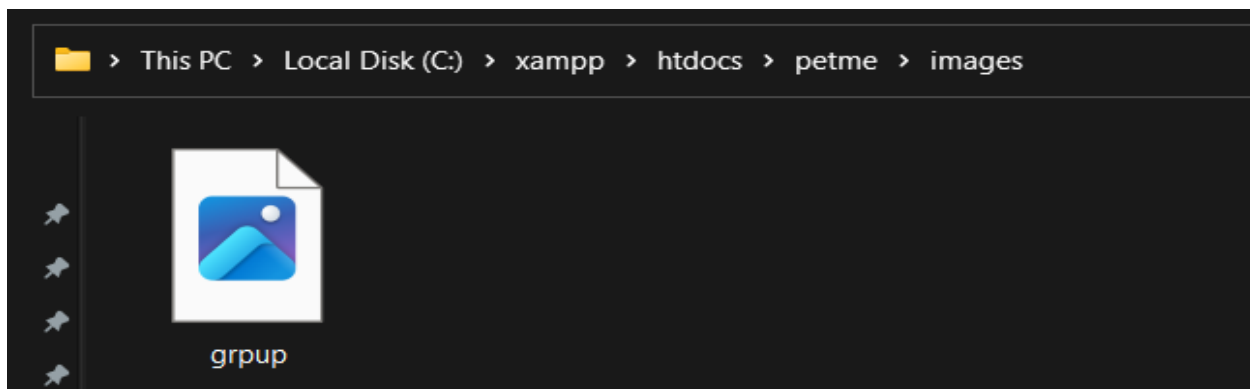 > This PC > Local Disk (C:) > xampp > htdocs > petme > images
grpup